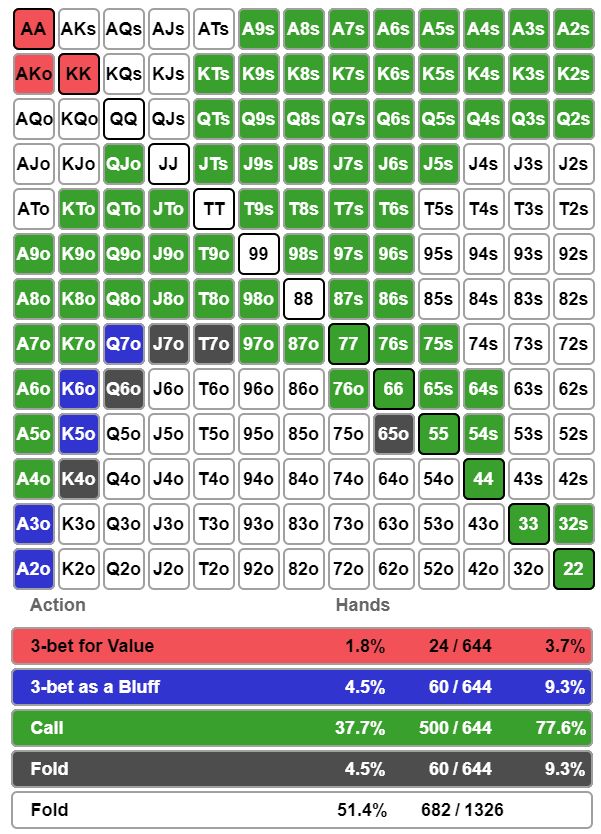 AA AKs AQs AJs ATs A9s A8s A7s A6s A5s A4s A3s A2s
AKo KK KQs KJs KTs K9s K8s K7s K6s K5s K4s K3s K2s
AQo KQo QQ QJs QTs Q9s Q8s Q7s Q6s Q5s Q4s Q3s Q2s
AJo KJo QJo JJ JTs J9s J8s J7s J6s J5s J4s J3s J2s
ATo KTo QTo JTo TT T9s T8s T7s T6s T5s T4s T3s T2s
A9o K9o Q9o J9o T9o 99 98s 97s 96s 95s 94s 93s 92s
A8o K8o Q8o J8o T8o 98o 88 87s 86s 85s 84s 83s 82s
A7o K7o Q7o J7o T7o 97o 87o 77 76s 75s 74s 73s 72s
A6o K6o Q6o J6o T6o 96o 86o 76o 66 65s 64s 63s 62s
A5o K5o Q5o J5o T5o 95o 85o 75o 65o 55 54s 53s 52s
A4o K4o Q4o J4o T4o 94o 84o 74o 64o 54o 44 43s 42s
A3o K3o Q3o J3o T3o 93o 83o 73o 63o 53o 43o 33 32s
A2o K2o Q2o J2o T2o 92o 82o 72o 62o 52o 42o 32o 22
Action Hands
3-bet for Value 1.8% 24 / 644 3.7%
3-bet as a Bluff 4.5% 60 / 644 9.3%
Call 37.7% 500 / 644 77.6%
Fold 4.5% 60 / 644 9.3%
Fold 51.4% 682 / 1326